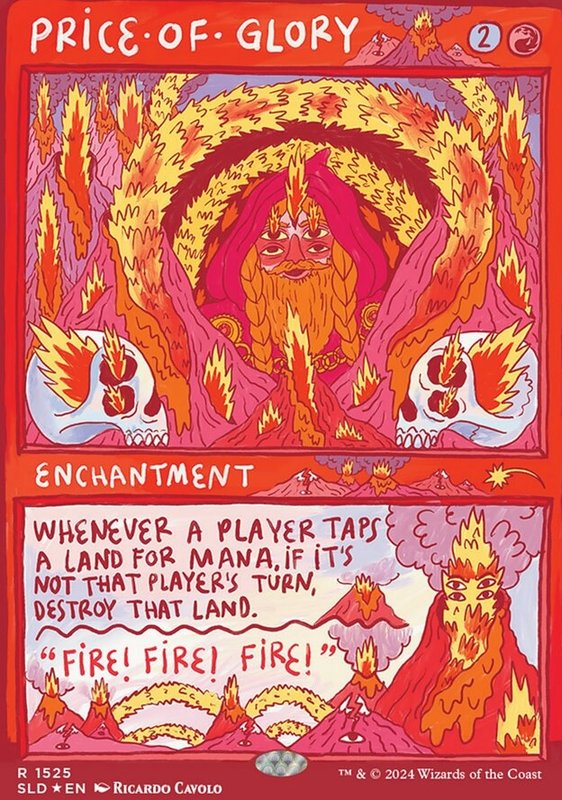 PRICE·OF·GLORY 2
ENCHANTMENT
WHENEVER A PLAYER TAPS
A LAND FOR MANA, IF IT'S
NOT THAT PLAYER'S TURN,
DESTROY THAT LAND.
“FIRE! FIRE! FIRE!”
R 1525
SLD ★ EN RICARDO CAVOLO
™ & © 2024 Wizards of the Coast